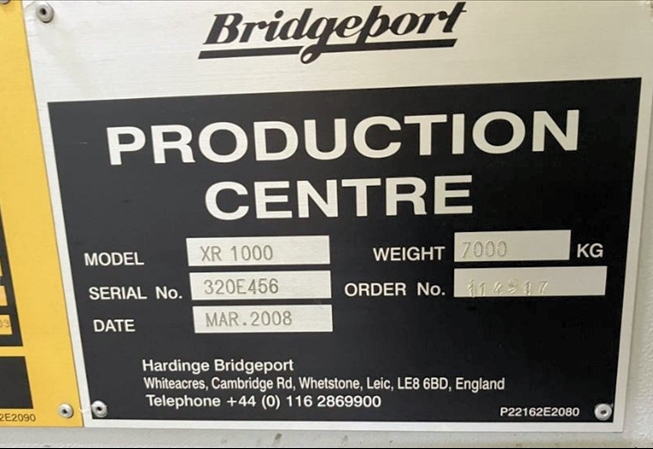 Bridgeport
PRODUCTION
CENTRE
MODEL XR 1000 WEIGHT 7000 KG
SERIAL No. 320E456 ORDER No.
DATE MAR.2008
Hardinge Bridgeport
Whiteacres, Cambridge Rd, Whetstone, Leic, LE8 6BD, England
Telephone +44 (0) 116 2869900
P22162E2080
2E2090